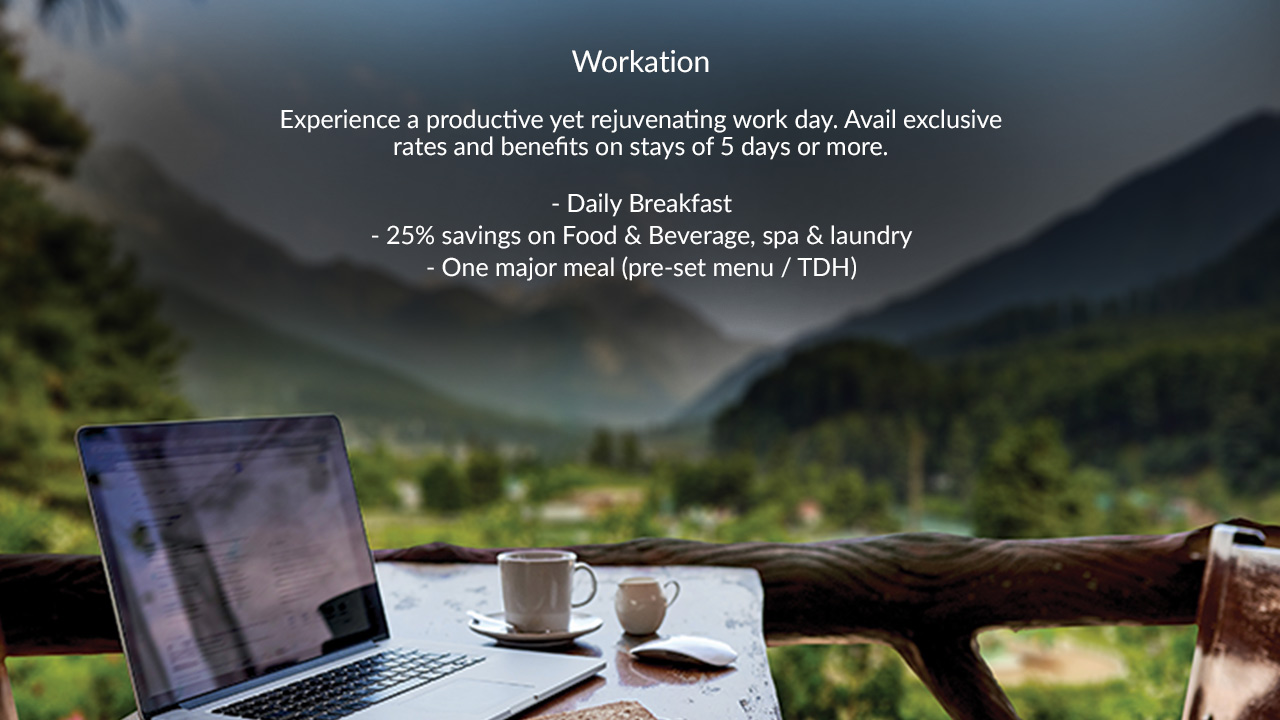 Workation
Experience a productive yet rejuvenating work day. Avail exclusive
rates and benefits on stays of 5 days or more.
- Daily Breakfast
- 25% savings on Food & Beverage, spa & laundry
- One major meal (pre-set menu / TDH)